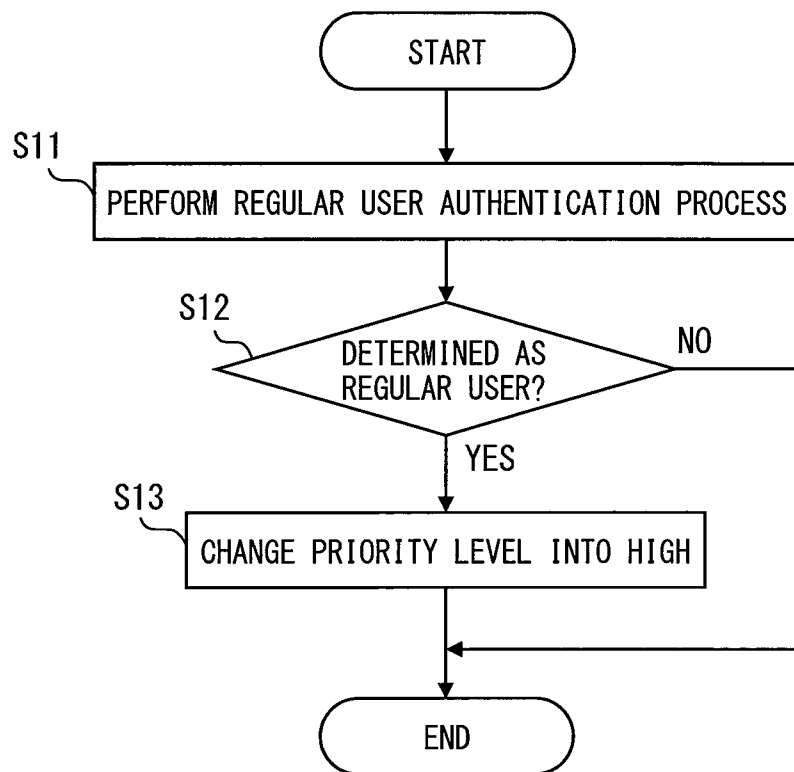 START
S11
PERFORM REGULAR USER AUTHENTICATION PROCESS
S12
DETERMINED AS
REGULAR USER?
NO
YES
S13
CHANGE PRIORITY LEVEL INTO HIGH
END